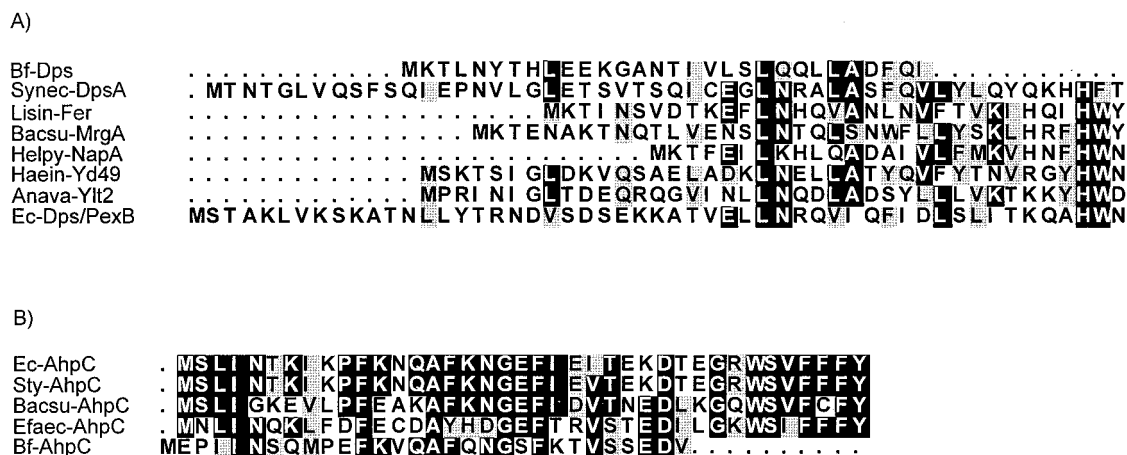 A)
Bf-Dps . . . . . . . . . . . . MKTLNYTHLEEKGANTIVLSLQQLLADFQI . . . . . . . . . . .
Synec-DpsA . MTNTGLVQSFSQIEPNVLGLETSVTSQICEGLNRALASFQVLYLQYQKHHFT
Lisin-Fer . . . . . . . . . . . . . . . . . . . . MKTINSVDTKEFLNHQVANLNVFTVKIHQIHWY
Bacsu-MrgA . . . . . . . . . . . . . . . . MKTENAKTNQTLVENSLNTQLSNWFLLYSKLHRFHWY
Helpy-NapA . . . . . . . . . . . . . . . . . . . . . . . . . . MKTFEILKHLQADAIVLFMKVHNFHWN
Haein-Yd49 . . . . . . . . . . . . . MSKTSIGLDKVQSAELADKLNELLATYQVFYTNVRGYHWN
Anava-Ylt2 . . . . . . . . . . . . . MPRINIGLTDEQRQGVINLLNQDLADSYLLLVKTKKYHWD
Ec-Dps/PexB MSTAKLVKSKATNLLYTRNDVSDSEKKATVELLNRQVIQFIDLSLITKQAHWN
B)
Ec-AhpC . MSLINTKIKPFKNQAFKNGEFIEITEKDTEGRWSVFFFY
Sty-AhpC . MSLINTKIKPFKNQAFKNGEFIEVTEKDTEGRWSVFFFY
Bacsu-AhpC . MSLIGKEVLPFEAKAFKNGEFIDVTNEDLKGQWSVFCFY
Efaec-AhpC . MNLINQKLFDFECDAYHDGEFTRVSTEDILGKWSIFFFY
Bf-AhpC MEPIINSQMPEFKVQAFQNGSFKTVSSEDV . . . . . . . . . .